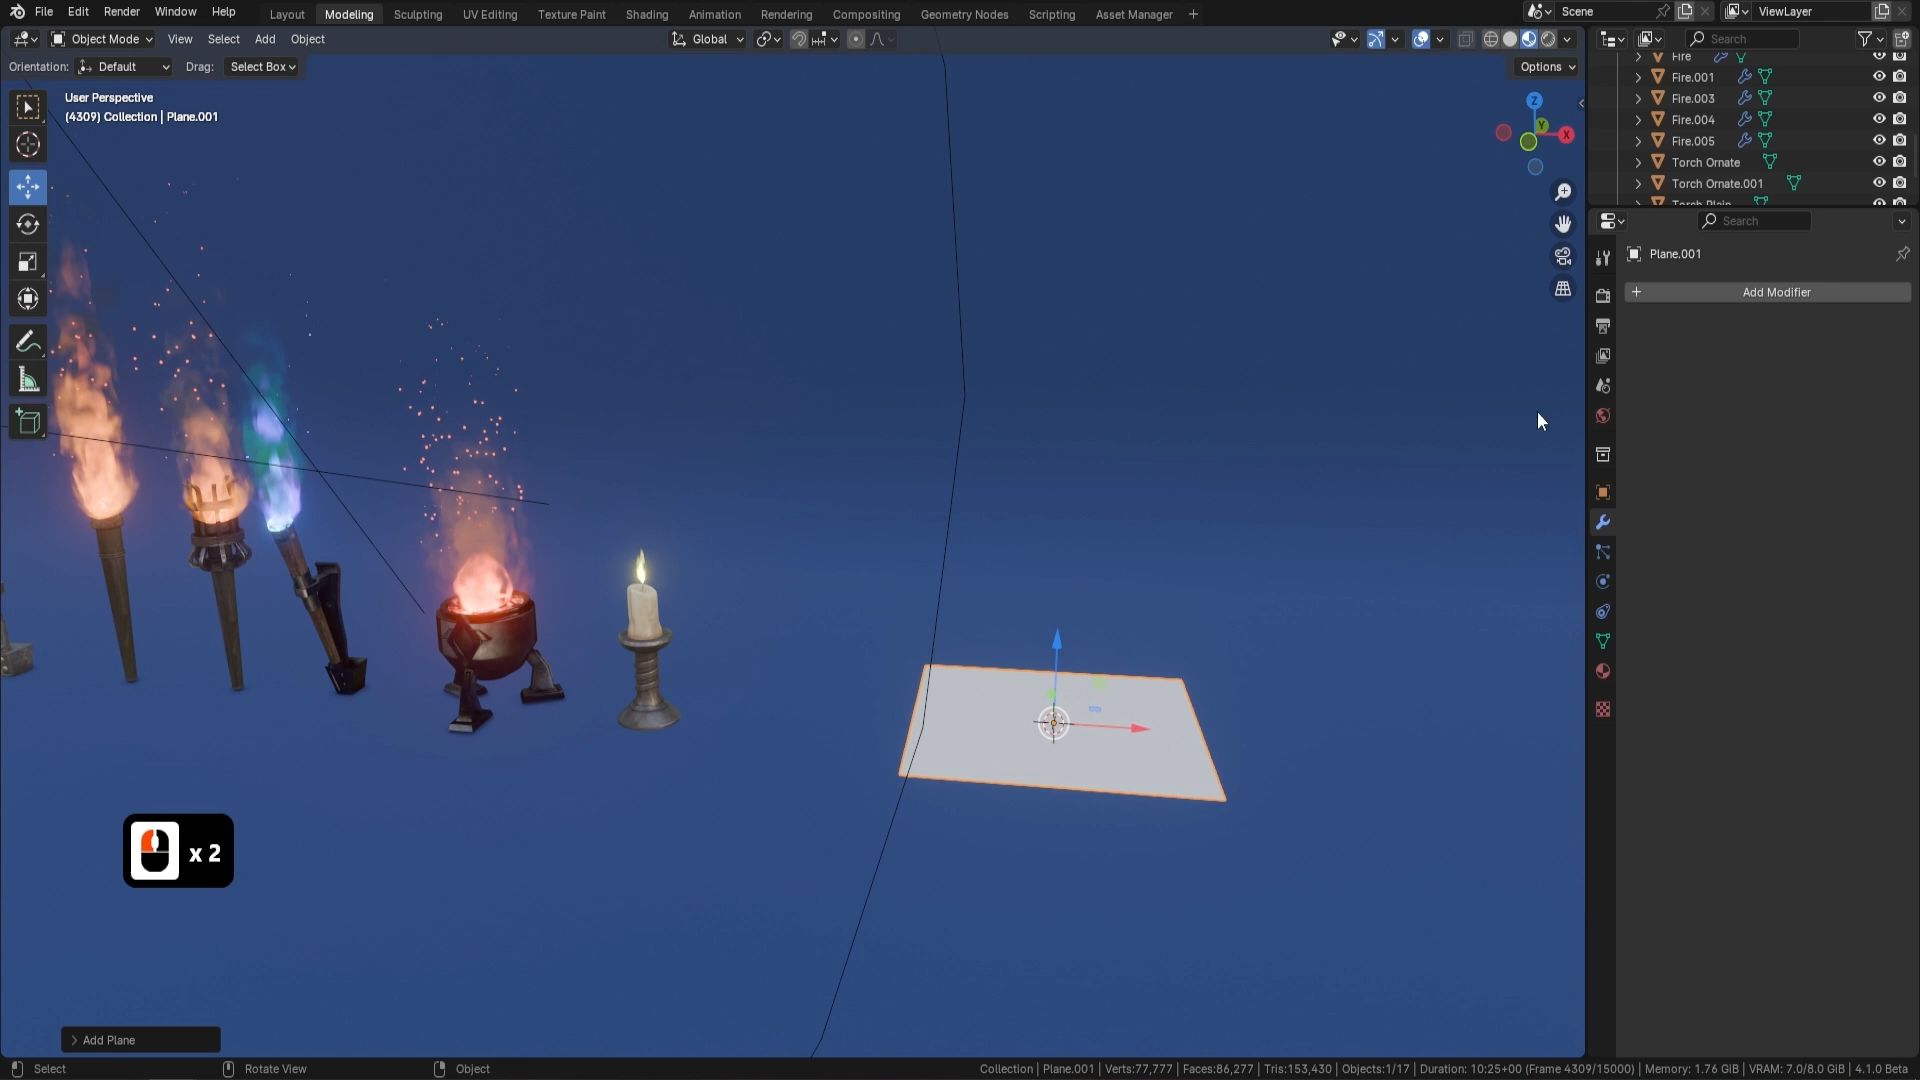 File Edit Render Window Help Layout Modeling Sculpting UV Editing Texture Paint Shading Animation Rendering Compositing Geometry Nodes Scripting Asset Manager + Scene ViewLayer
Object Mode View Select Add Object Global Search
Orientation: Default Drag: Select Box Options
User Perspective
(4309) Collection | Plane.001
Z
Y
X
Fire
Fire.001
Fire.003
Fire.004
Fire.005
Torch Ornate
Torch Ornate.001
Torch Plain
Search
Plane.001
+ Add Modifier
x 2
> Add Plane
Select Rotate View Object Collection | Plane.001 | Verts:77,777 | Faces:86,277 | Tris:153,430 | Objects:1/17 | Duration: 10:25+00 (Frame 4309/15000) | Memory: 1.76 GiB | VRAM: 7.0/8.0 GiB | 4.1.0 Beta